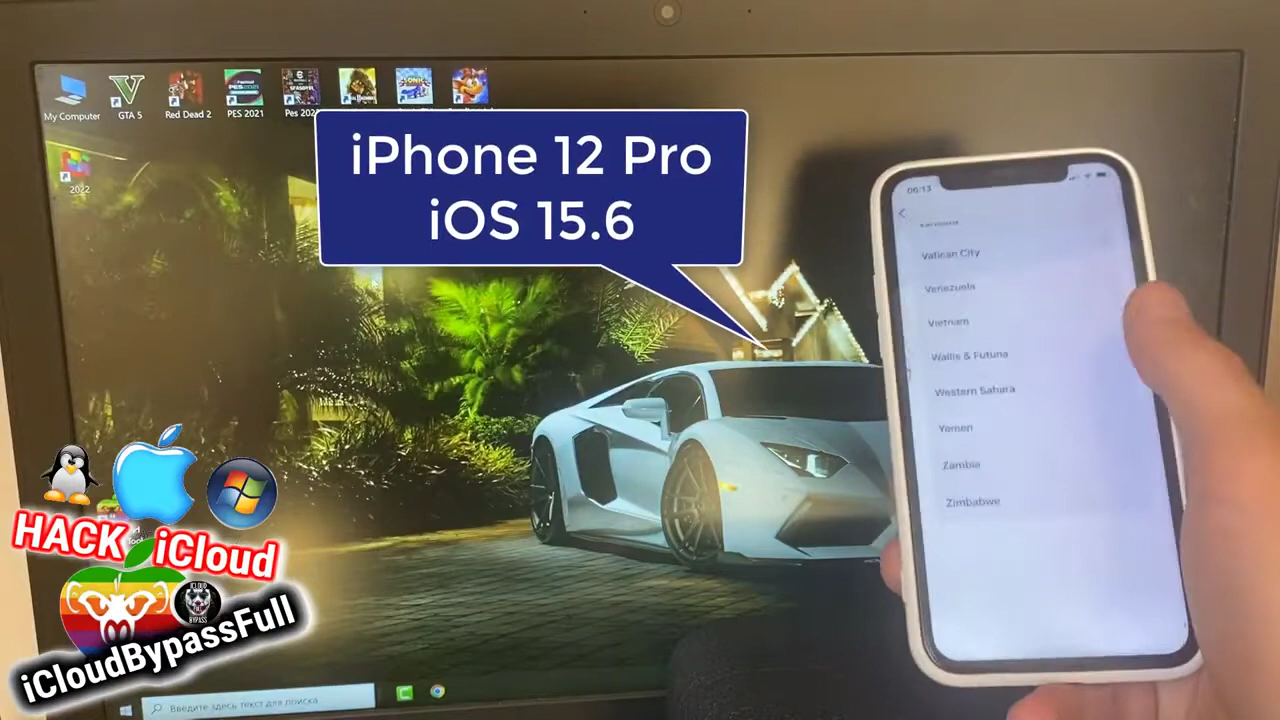 My Computer
GTA 5
Red Dead 2
PES 2021
2022
iPhone 12 Pro
iOS 15.6
06:13
Vatican City
Venezuela
Vietnam
Wallis & Futuna
Western Sahara
Yemen
Zambia
Zimbabwe
HACK iCloud
iCloudBypassFull
Введите здесь текст для поиска